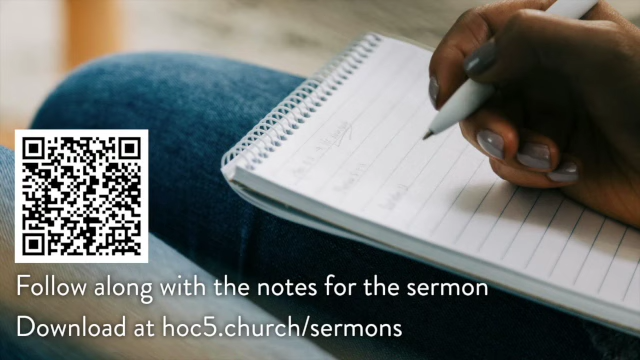 Follow along with the notes for the sermon
Download at hoc5.church/sermons